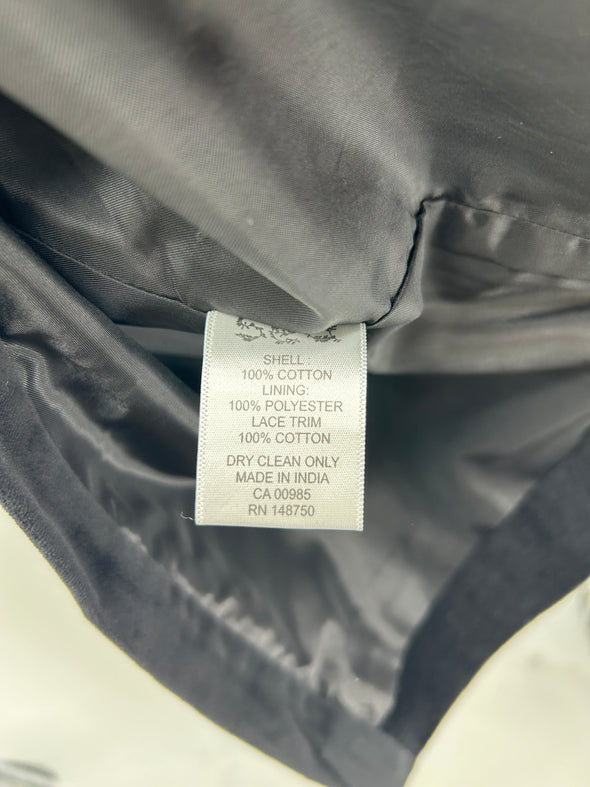 SHELL :
100% COTTON
LINING:
100% POLYESTER
LACE TRIM
100% COTTON
DRY CLEAN ONLY
MADE IN INDIA
CA 00985
RN 148750